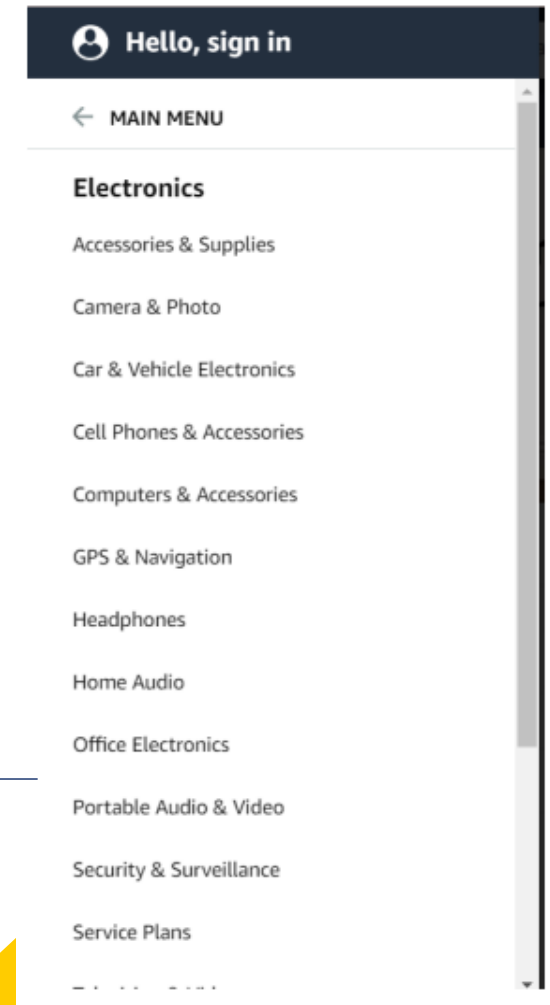 Hello, sign in
MAIN MENU
Electronics
Accessories & Supplies
Camera & Photo
Car & Vehicle Electronics
Cell Phones & Accessories
Computers & Accessories
GPS & Navigation
Headphones
Home Audio
Office Electronics
Portable Audio & Video
Security & Surveillance
Service Plans